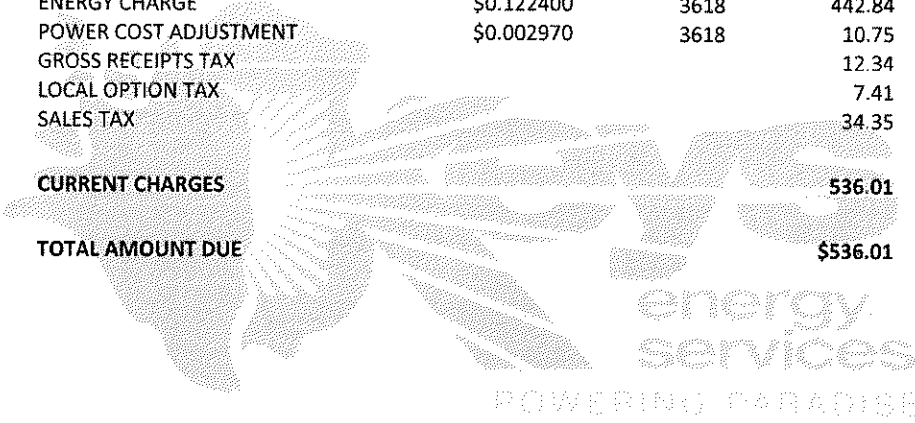 ENERGY CHARGE $0.122400 3618 442.84
POWER COST ADJUSTMENT $0.002970 3618 10.75
GROSS RECEIPTS TAX 12.34
LOCAL OPTION TAX 7.41
SALES TAX 34.35
CURRENT CHARGES 536.01
TOTAL AMOUNT DUE $536.01
keys
energy
services
POWERING PARADISE